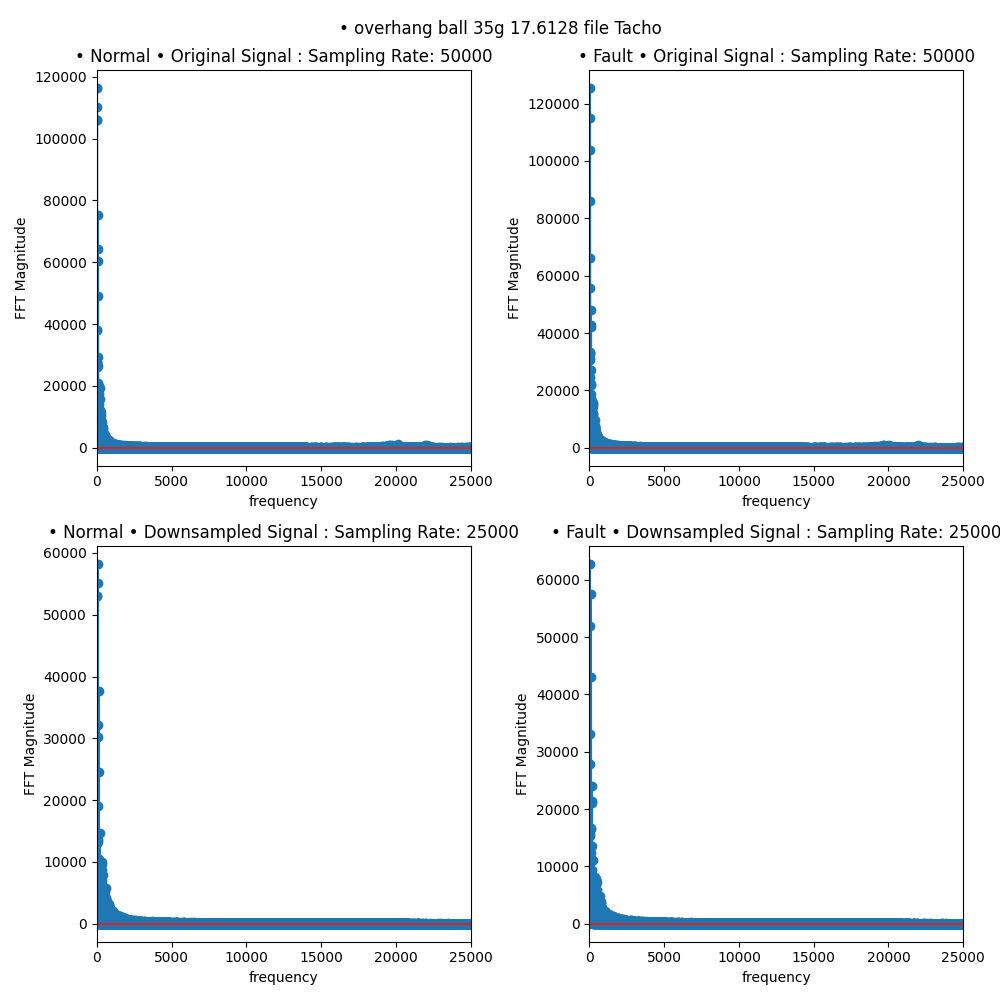 • overhang ball 35g 17.6128 file Tacho
• Normal • Original Signal : Sampling Rate: 50000
120000
100000
80000
60000
40000
20000
0
FFT Magnitude
0 5000 10000 15000 20000 25000
frequency
• Fault • Original Signal : Sampling Rate: 50000
120000
100000
80000
60000
40000
20000
0
FFT Magnitude
0 5000 10000 15000 20000 25000
frequency
• Normal • Downsampled Signal : Sampling Rate: 25000
60000
50000
40000
30000
20000
10000
0
FFT Magnitude
0 5000 10000 15000 20000 25000
frequency
• Fault • Downsampled Signal : Sampling Rate: 25000
60000
50000
40000
30000
20000
10000
0
FFT Magnitude
0 5000 10000 15000 20000 25000
frequency